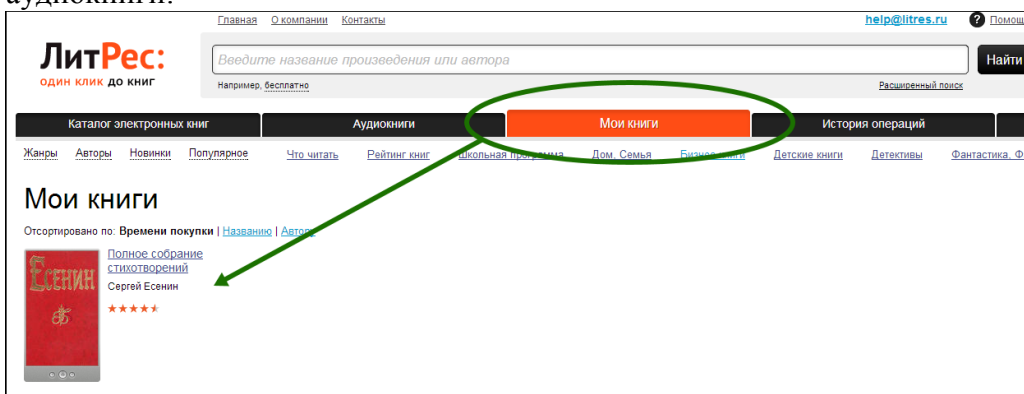 аудиокниги.
Главная О компании Контакты help@litres.ru ? Помощ
ЛитРес:
один клик до книг
Введите название произведения или автора
Найти
Например, бесплатно Расширенный поиск
Каталог электронных книг Аудиокниги Мои книги История операций
Жанры Авторы Новинки Популярное Что читать Рейтинг книг Школьная программа Дом, Семья Бизнес-книги Детские книги Детективы Фантастика, Ф
Мои книги
Отсортировано по: Времени покупки | Названию | Автору
Есенин
Полное собрание
стихотворений
Сергей Есенин